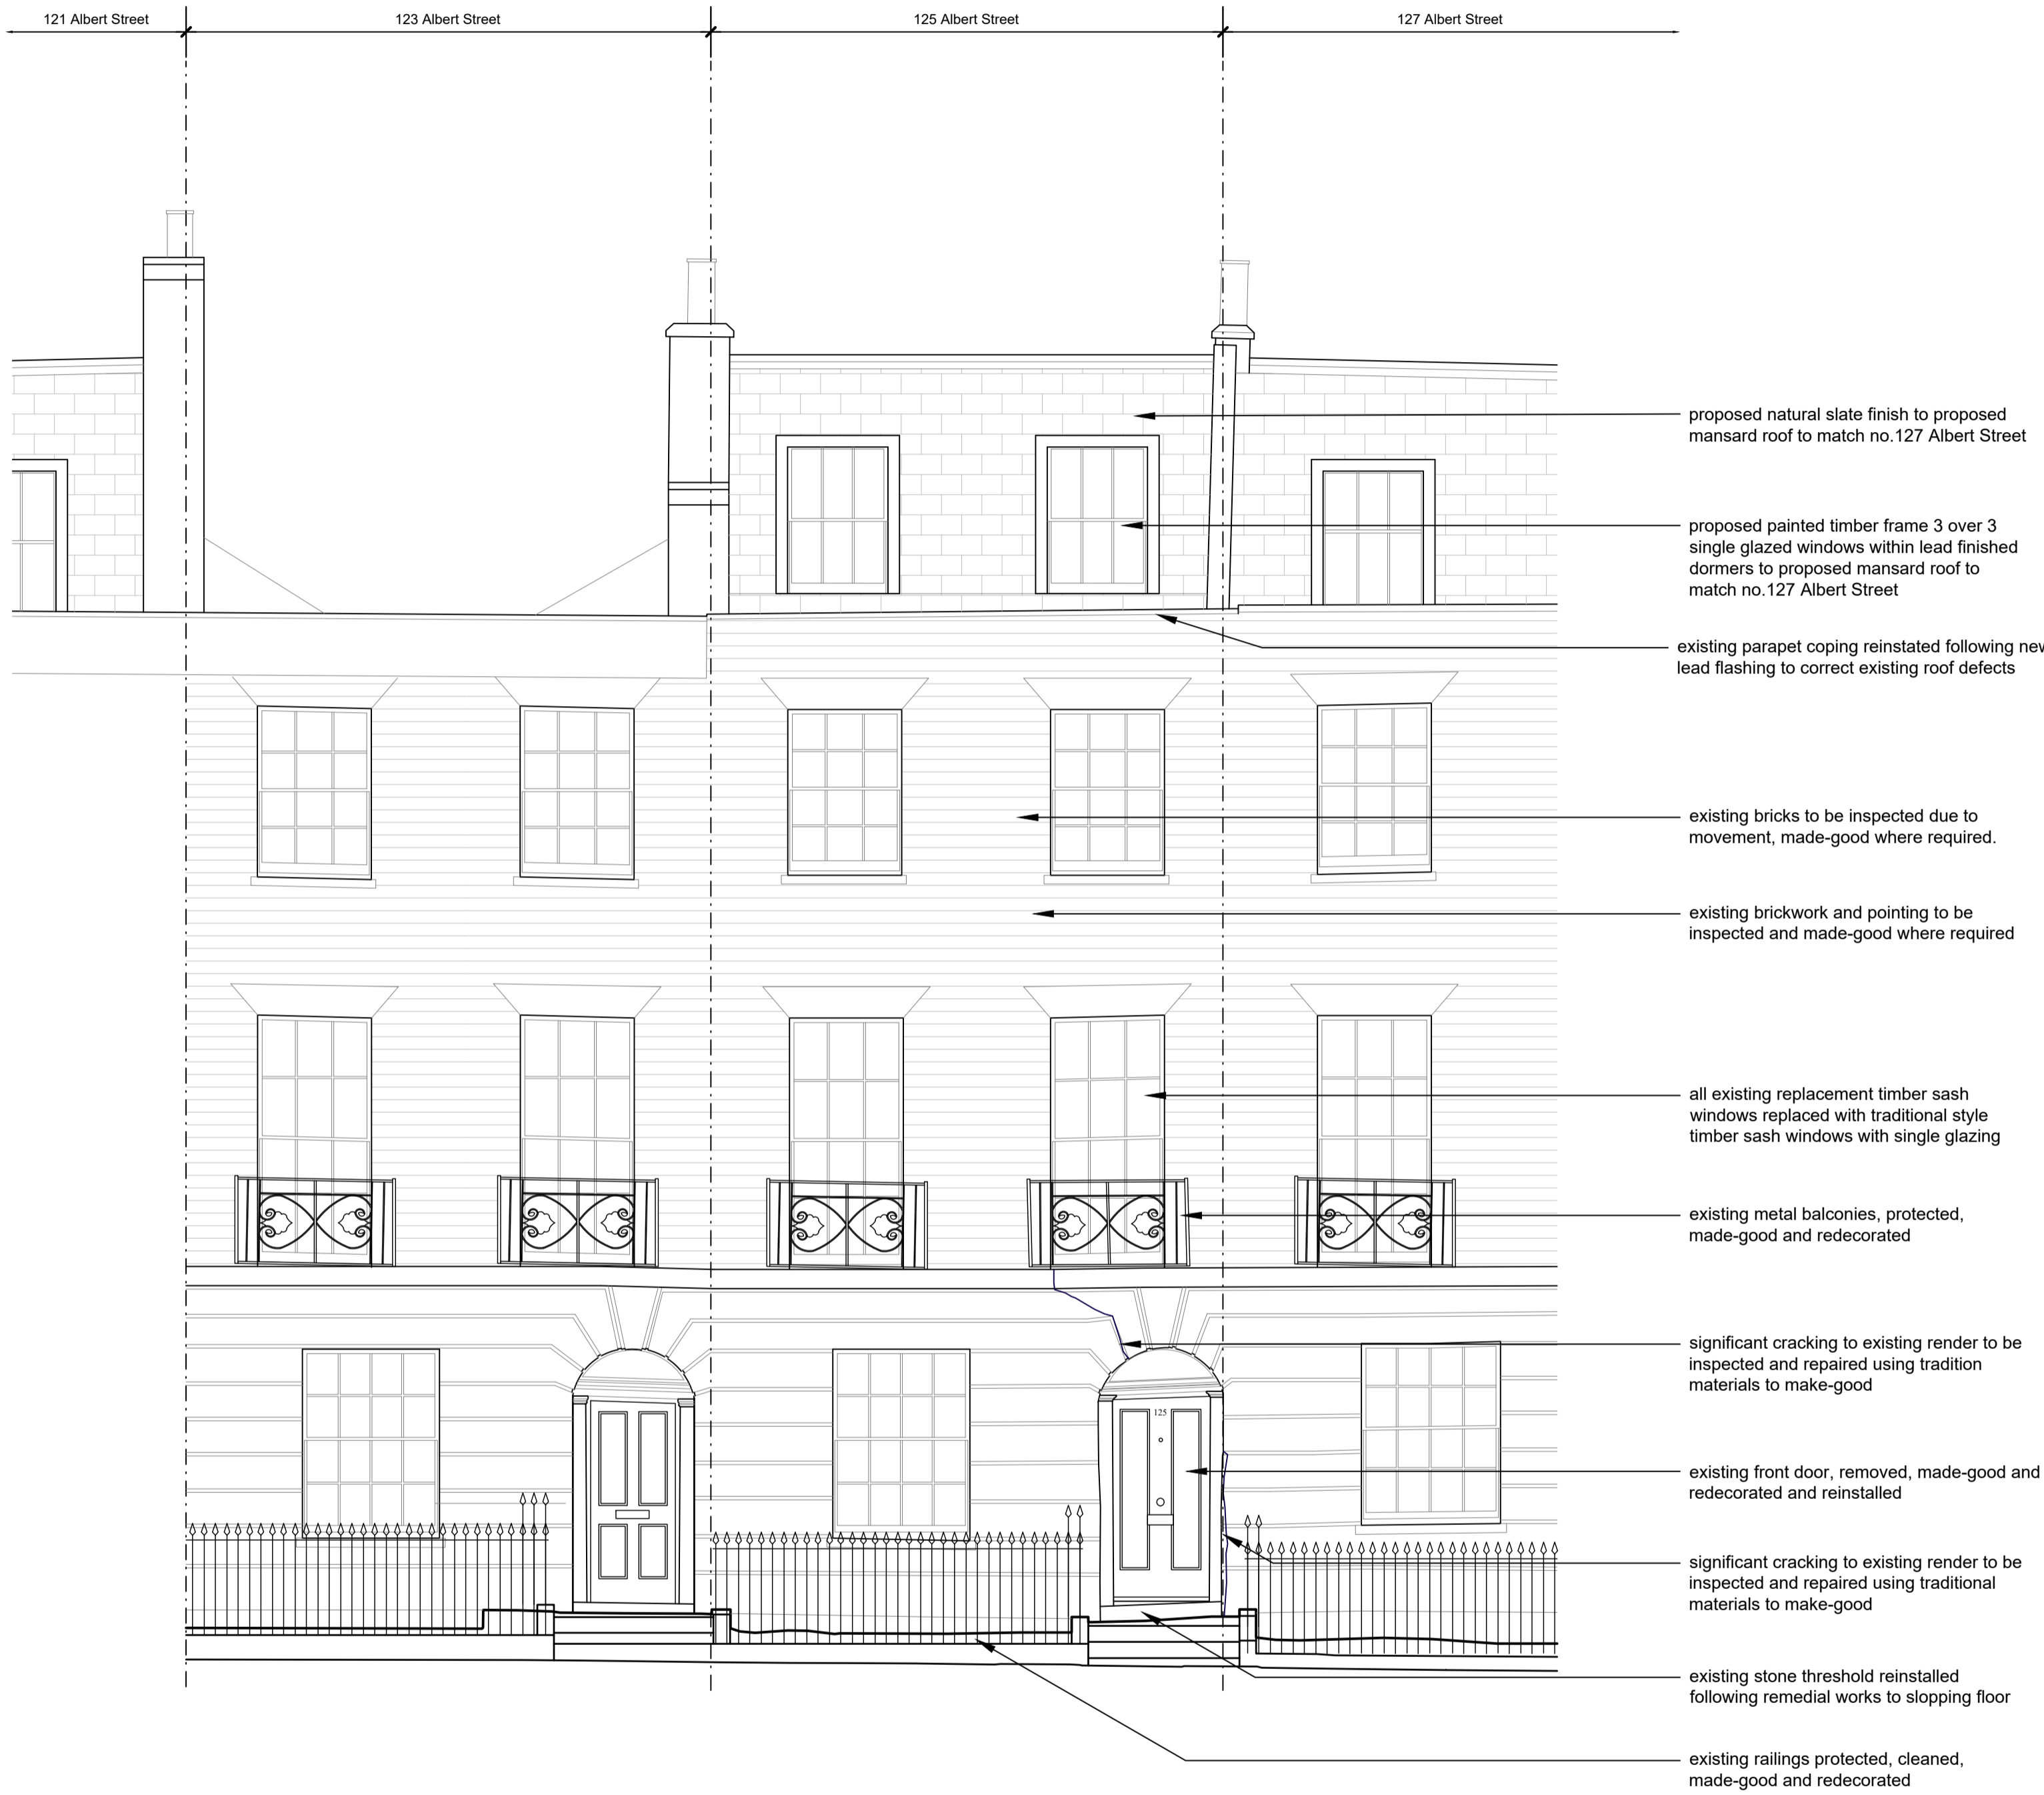 121 Albert Street
123 Albert Street
125 Albert Street
127 Albert Street
proposed natural slate finish to proposed
mansard roof to match no.127 Albert Street
proposed painted timber frame 3 over 3
single glazed windows within lead finished
dormers to proposed mansard roof to
match no.127 Albert Street
existing parapet coping reinstated following new
lead flashing to correct existing roof defects
existing bricks to be inspected due to
movement, made-good where required.
existing brickwork and pointing to be
inspected and made-good where required
all existing replacement timber sash
windows replaced with traditional style
timber sash windows with single glazing
existing metal balconies, protected,
made-good and redecorated
significant cracking to existing render to be
inspected and repaired using tradition
materials to make-good
125
existing front door, removed, made-good and
redecorated and reinstalled
significant cracking to existing render to be
inspected and repaired using traditional
materials to make-good
existing stone threshold reinstalled
following remedial works to slopping floor
existing railings protected, cleaned,
made-good and redecorated